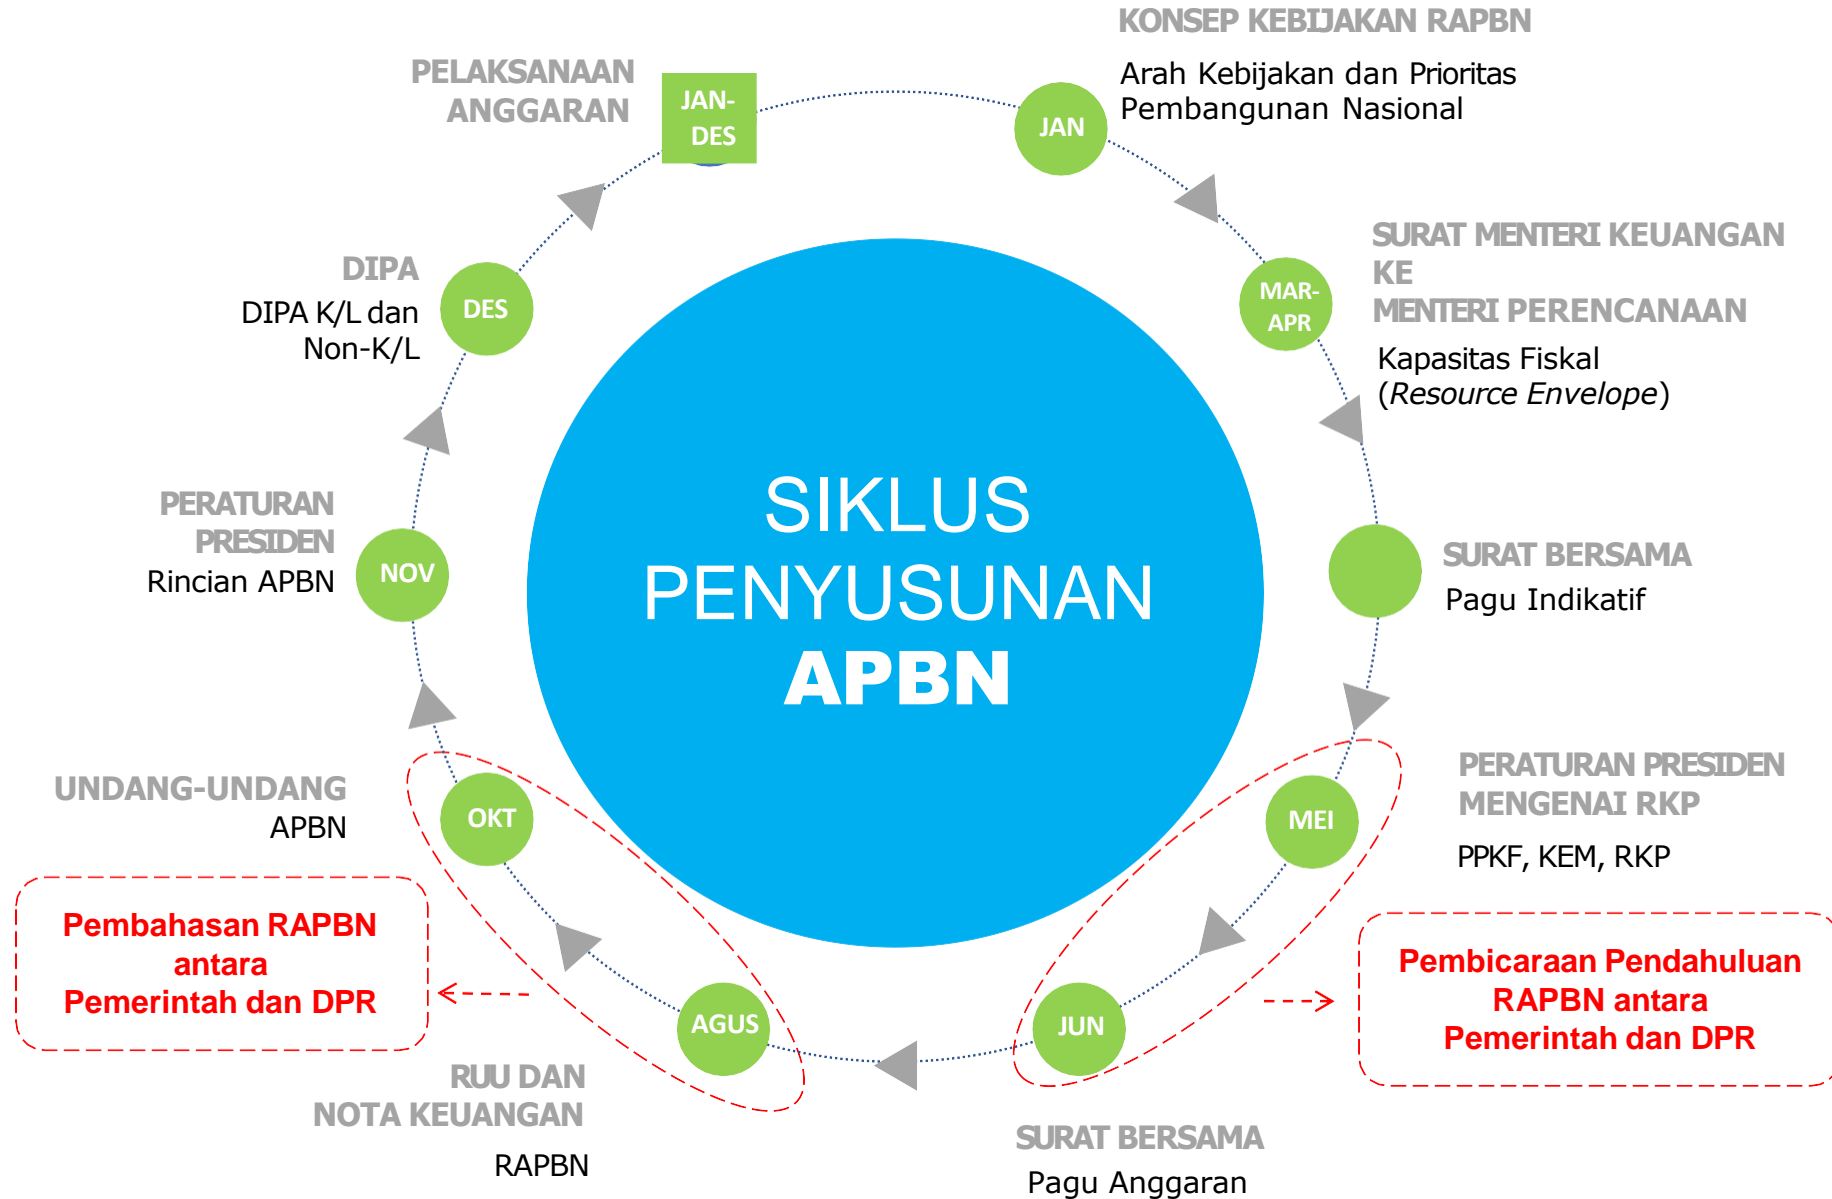 KONSEP KEBIJAKAN RAPBN
Arah Kebijakan dan Prioritas
Pembangunan Nasional
JAN
SURAT MENTERI KEUANGAN
KE
MENTERI PERENCANAAN
Kapasitas Fiskal
(Resource Envelope)
MAR-
APR
SURAT BERSAMA
Pagu Indikatif
PERATURAN PRESIDEN
MENGENAI RKP
PPKF, KEM, RKP
MEI
Pembicaraan Pendahuluan
RAPBN antara
Pemerintah dan DPR
JUN
SURAT BERSAMA
Pagu Anggaran
AGUS
RUU DAN
NOTA KEUANGAN
RAPBN
Pembahasan RAPBN
antara
Pemerintah dan DPR
OKT
UNDANG-UNDANG
APBN
NOV
PERATURAN
PRESIDEN
Rincian APBN
DES
DIPA
DIPA K/L dan
Non-K/L
JAN-
DES
PELAKSANAAN
ANGGARAN
SIKLUS
PENYUSUNAN
APBN